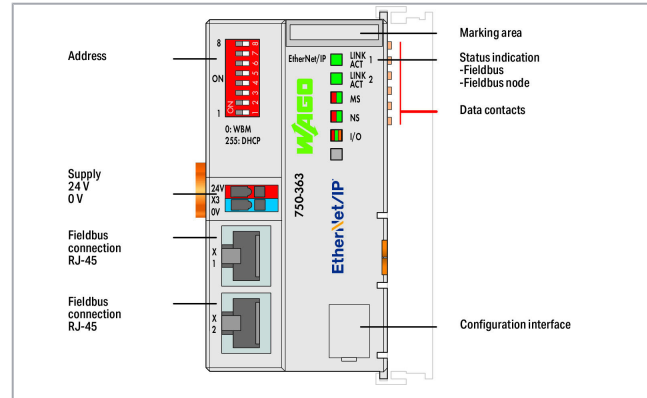 Address
8
ON
1
ON
1 2 3 4 5 6 7 8
0: WBM
255: DHCP
Supply
24 V
0 V
24V
X3
0V
Fieldbus
connection
RJ-45
X
1
Fieldbus
connection
RJ-45
X
2
EtherNet/IP
LINK
ACT 1
LINK
ACT 2
MS
NS
I/O
WAGO
750-363
EtherNet/IP
Marking area
Status indication
-Fieldbus
-Fieldbus node
Data contacts
Configuration interface